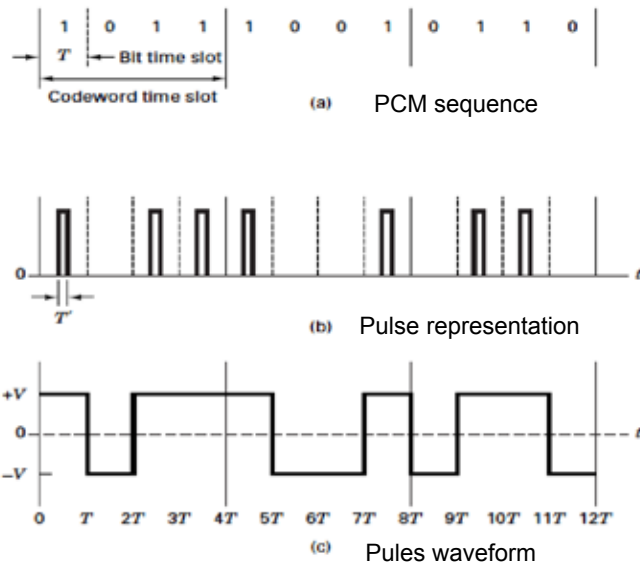 1 0 1 1 1 0 0 1 0 1 1 0
T Bit time slot
Codeword time slot
(a) PCM sequence
0 t
T'
(b) Pulse representation
+V
0 t
−V
0 T 2T 3T 4T 5T 6T 7T 8T 9T 10T 11T 12T
(c) Pules waveform